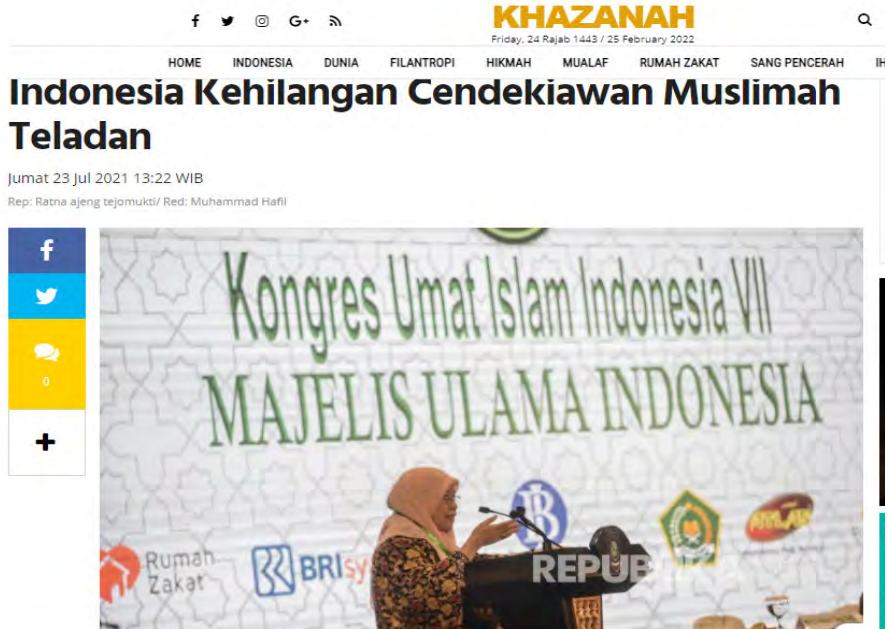 KHAZANAH
Friday, 24 Rajab 1443 / 25 February 2022
HOME INDONESIA DUNIA FILANTROPI HIKMAH MUALAF RUMAH ZAKAT SANG PENCERAH IH
Indonesia Kehilangan Cendekiawan Muslimah
Teladan
Jumat 23 Jul 2021 13:22 WIB
Rep: Ratna ajeng tejomukti/ Red: Muhammad Hafil
0
Kongres Umat Islam Indonesia VII
MAJELIS ULAMA INDONESIA
Rumah
Zakat
BRIsy
REPUBLIKA